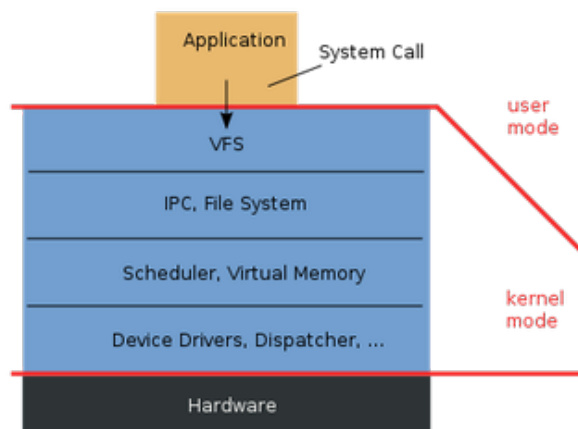 Application
System Call
user
mode
VFS
IPC, File System
Scheduler, Virtual Memory
kernel
mode
Device Drivers, Dispatcher, ...
Hardware